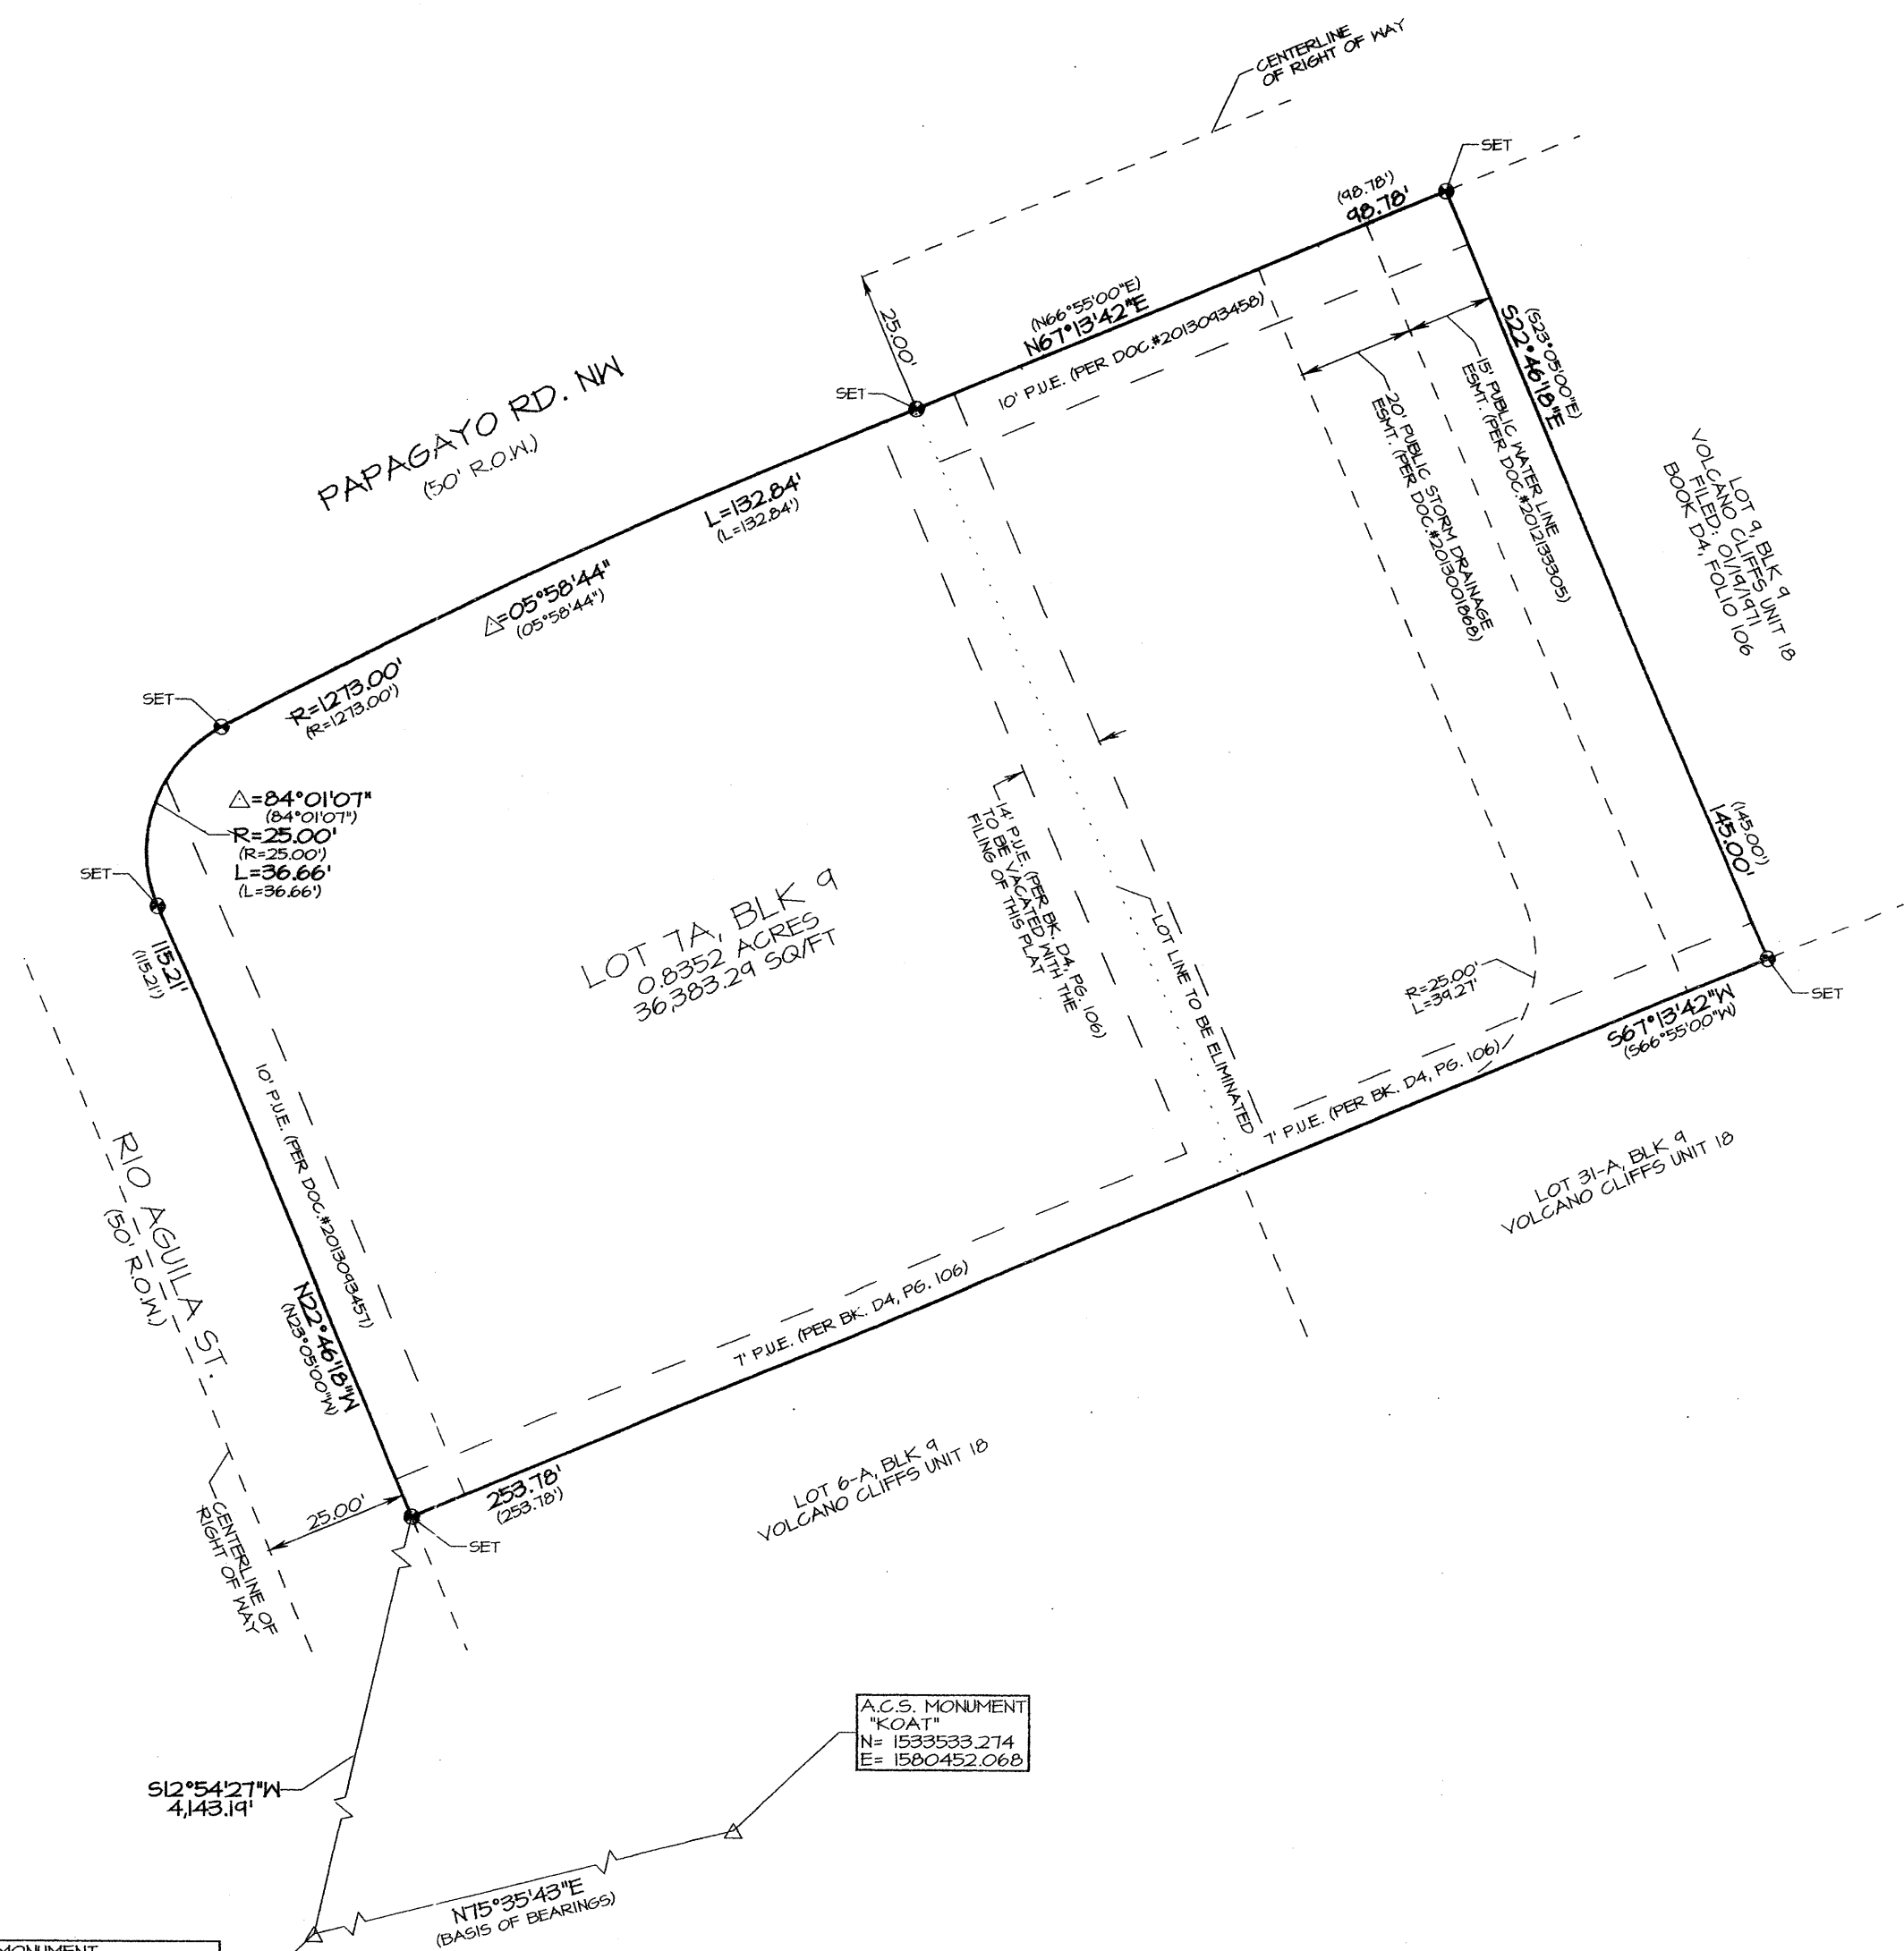 CENTERLINE
OF RIGHT OF WAY
SET
(98.78')
98.78'
25.00'
(N66°55'00"E)
N67°13'42"E
10' P.U.E. (PER DOC.#2013093458)
SET
(S23°05'00"E)
S22°46'18"E
15' PUBLIC WATER LINE
ESMT. (PER DOC.#2012133305)
20' PUBLIC STORM DRAINAGE
ESMT. (PER DOC.#2013001868)
LOT 9, BLK 9
VOLCANO CLIFFS UNIT 18
FILED: 01/19/1971
BOOK D4, FOLIO 106
PAPAGAYO RD. NW
(50' R.O.W.)
L=132.84'
(L=132.84')
△=05°58'44"
(05°58'44")
R=1273.00'
(R=1273.00')
SET
△=84°01'07"
(84°01'07")
R=25.00'
(R=25.00')
L=36.66'
(L=36.66')
SET
115.21'
(115.21')
LOT 7A, BLK 9
0.8352 ACRES
36,383.29 SQ/FT
14' P.U.E. (PER BK. D4, PG. 106)
TO BE VACATED WITH THE
FILING OF THIS PLAT
LOT LINE TO BE ELIMINATED
(145.00')
145.00'
R=25.00'
L=39.27'
SET
S67°13'42"W
(S66°55'00"W)
7' P.U.E. (PER BK. D4, PG. 106)
LOT 31-A, BLK 9
VOLCANO CLIFFS UNIT 18
10' P.U.E. (PER DOC.#2013093457)
RIO AGUILA ST.
(50' R.O.W.)
N22°46'18"W
(N23°05'00"W)
7' P.U.E. (PER BK. D4, PG. 106)
LOT 6-A, BLK 9
VOLCANO CLIFFS UNIT 18
253.78'
(253.78')
25.00'
SET
CENTERLINE OF
RIGHT OF WAY
A.C.S. MONUMENT
"KOAT"
N= 1533533.274
E= 1580452.068
S12°54'27"W
4,143.19'
N75°35'43"E
(BASIS OF BEARINGS)
MONUMENT